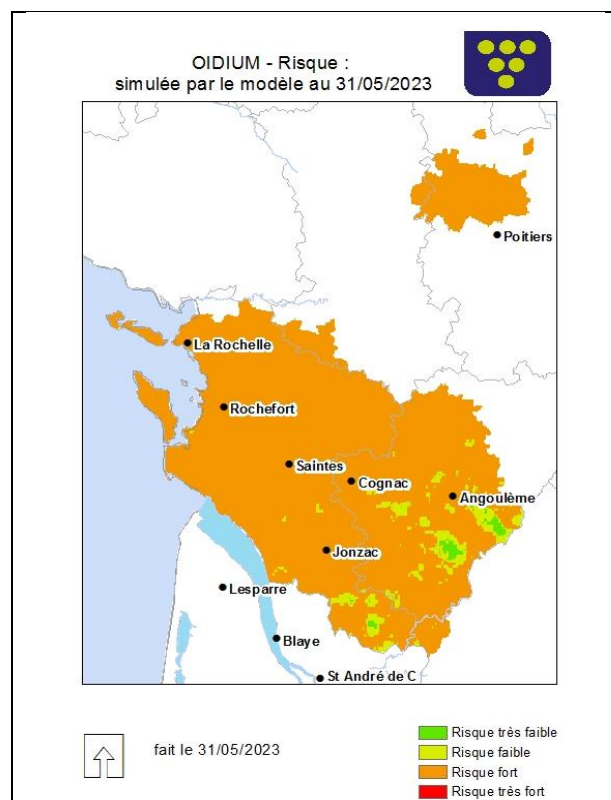 OIDIUM - Risque :
simulée par le modèle au 31/05/2023
Poitiers
La Rochelle
Rochefort
Saintes
Cognac
Angoulême
Jonzac
Lesparre
Blaye
St André de C
fait le 31/05/2023
Risque très faible
Risque faible
Risque fort
Risque très fort